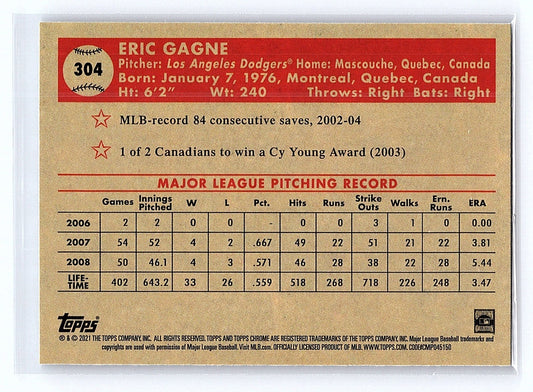 304
ERIC GAGNE
Pitcher: Los Angeles Dodgers® Home: Mascouche, Quebec, Canada
Born: January 7, 1976, Montreal, Quebec, Canada
Ht: 6'2" Wt: 240 Throws: Right Bats: Right
MLB-record 84 consecutive saves, 2002-04
1 of 2 Canadians to win a Cy Young Award (2003)
MAJOR LEAGUE PITCHING RECORD
Games Innings Pitched W L Pct. Hits Runs Strike Outs Walks Ern. Runs ERA
2006 2 2 0 0 - 0 0 3 1 0 0.00
2007 54 52 4 2 .667 49 22 51 21 22 3.81
2008 50 46.1 4 3 .571 46 28 38 22 28 5.44
LIFE-TIME 402 643.2 33 26 .559 518 268 718 226 248 3.47
Topps
® & © 2021 THE TOPPS COMPANY, INC. ALL RIGHTS RESERVED. TOPPS AND TOPPS CHROME ARE REGISTERED TRADEMARKS OF THE TOPPS COMPANY, INC. Major League Baseball trademarks and
copyrights are used with permission of Major League Baseball. Visit MLB.com. OFFICIALLY LICENSED PRODUCT OF MLB. WWW.TOPPS.COM. CODE#CMP045150